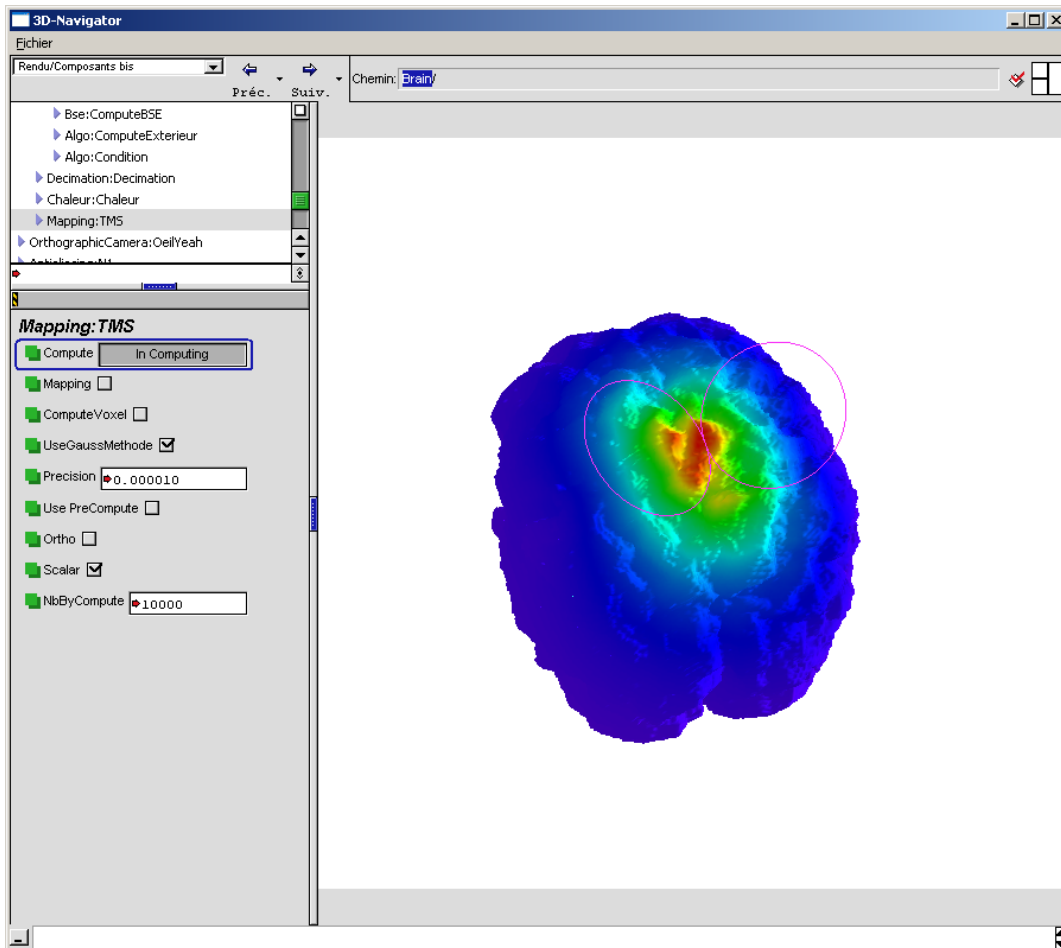 3D-Navigator
Fichier
Rendu/Composants bis
Préc.
Suiv.
Chemin: Brain/
Bse:ComputeBSE
Algo:ComputeExterieur
Algo:Condition
Decimation:Decimation
Chaleur:Chaleur
Mapping:TMS
OrthographicCamera:OeilYeah
Antialiasing:N1
Mapping:TMS
Compute In Computing
Mapping
ComputeVoxel
UseGaussMethode
Precision 0.000010
Use PreCompute
Ortho
Scalar
NbByCompute 10000